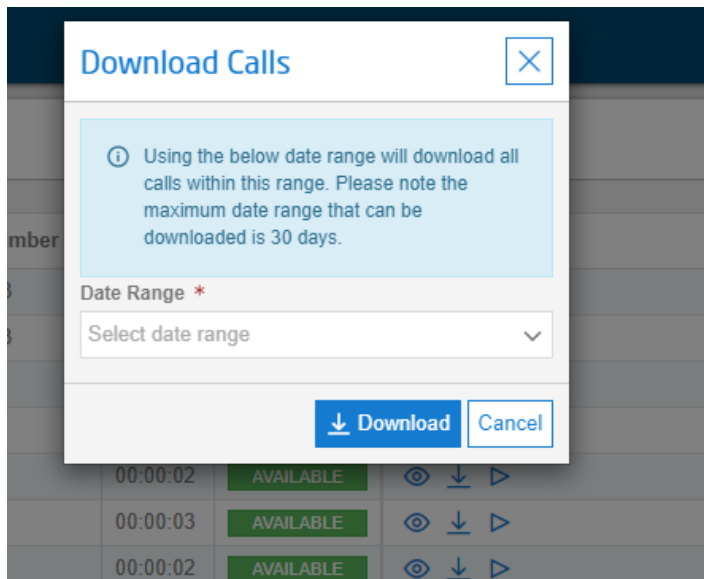 Download Calls
Using the below date range will download all
calls within this range. Please note the
maximum date range that can be
downloaded is 30 days.
mber
Date Range *
Select date range
Download Cancel
00:00:02 AVAILABLE
00:00:03 AVAILABLE
00:00:02 AVAILABLE